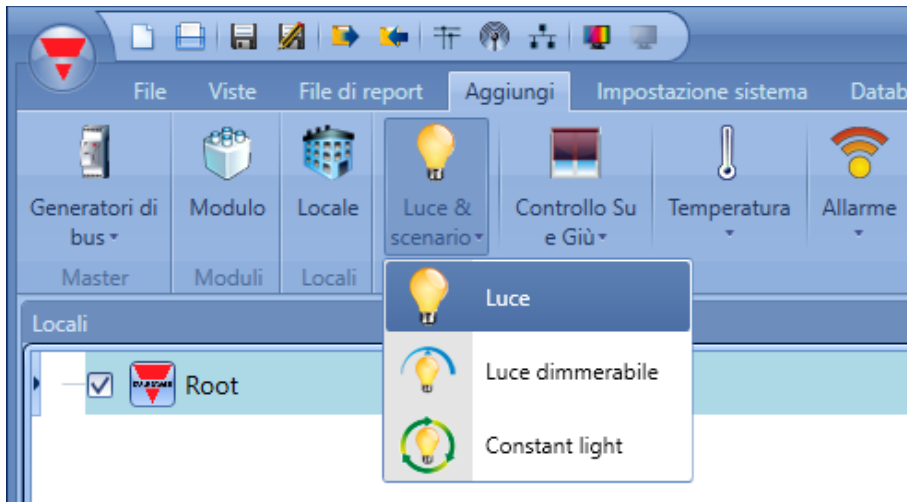 File Viste File di report Aggiungi Impostazione sistema Datab
Generatori di bus Modulo Locale Luce & scenario Controllo Su e Giù Temperatura Allarme
Master Moduli Locali
Luce
Locali
Luce dimmerabile
Root
Constant light